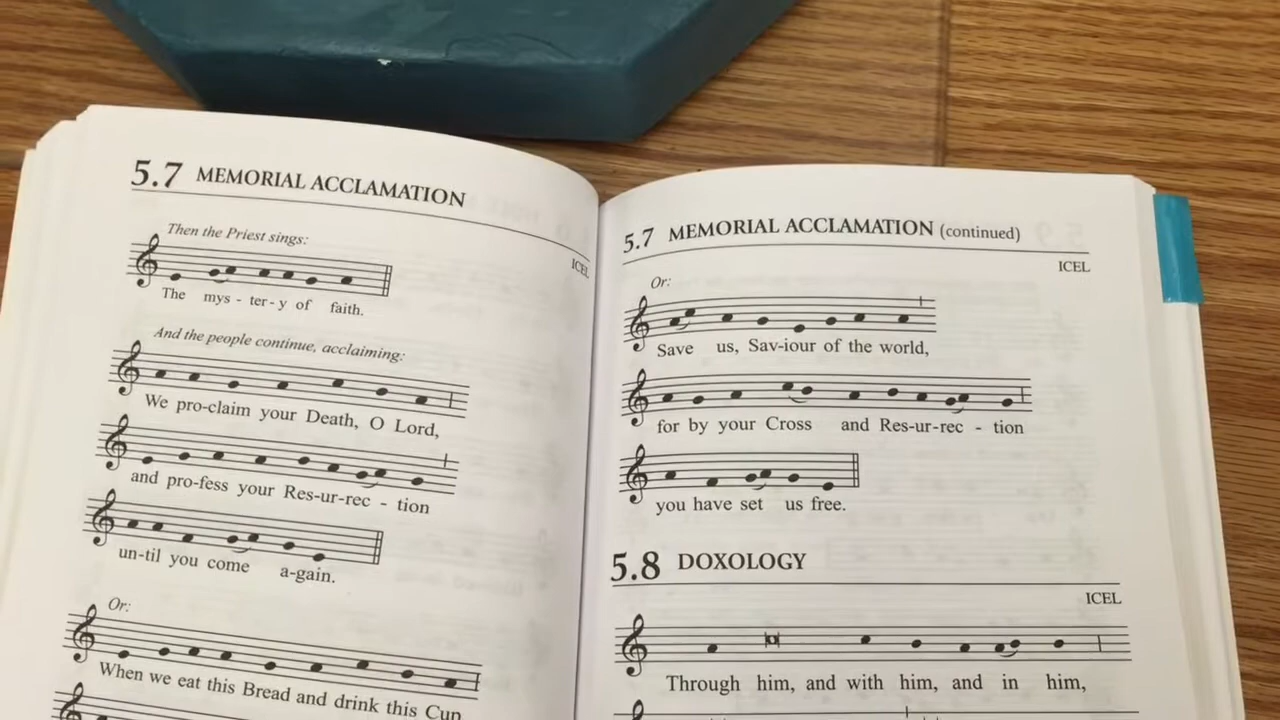 5.7 MEMORIAL ACCLAMATION
ICEL
Then the Priest sings:
The mys - ter - y of faith.
And the people continue, acclaiming:
We pro-claim your Death, O Lord,
and pro-fess your Res-ur-rec - tion
un-til you come a-gain.
Or:
When we eat this Bread and drink this Cup
5.7 MEMORIAL ACCLAMATION (continued)
ICEL
Or:
Save us, Sav-iour of the world,
for by your Cross and Res-ur-rec - tion
you have set us free.
5.8 DOXOLOGY
ICEL
Through him, and with him, and in him,